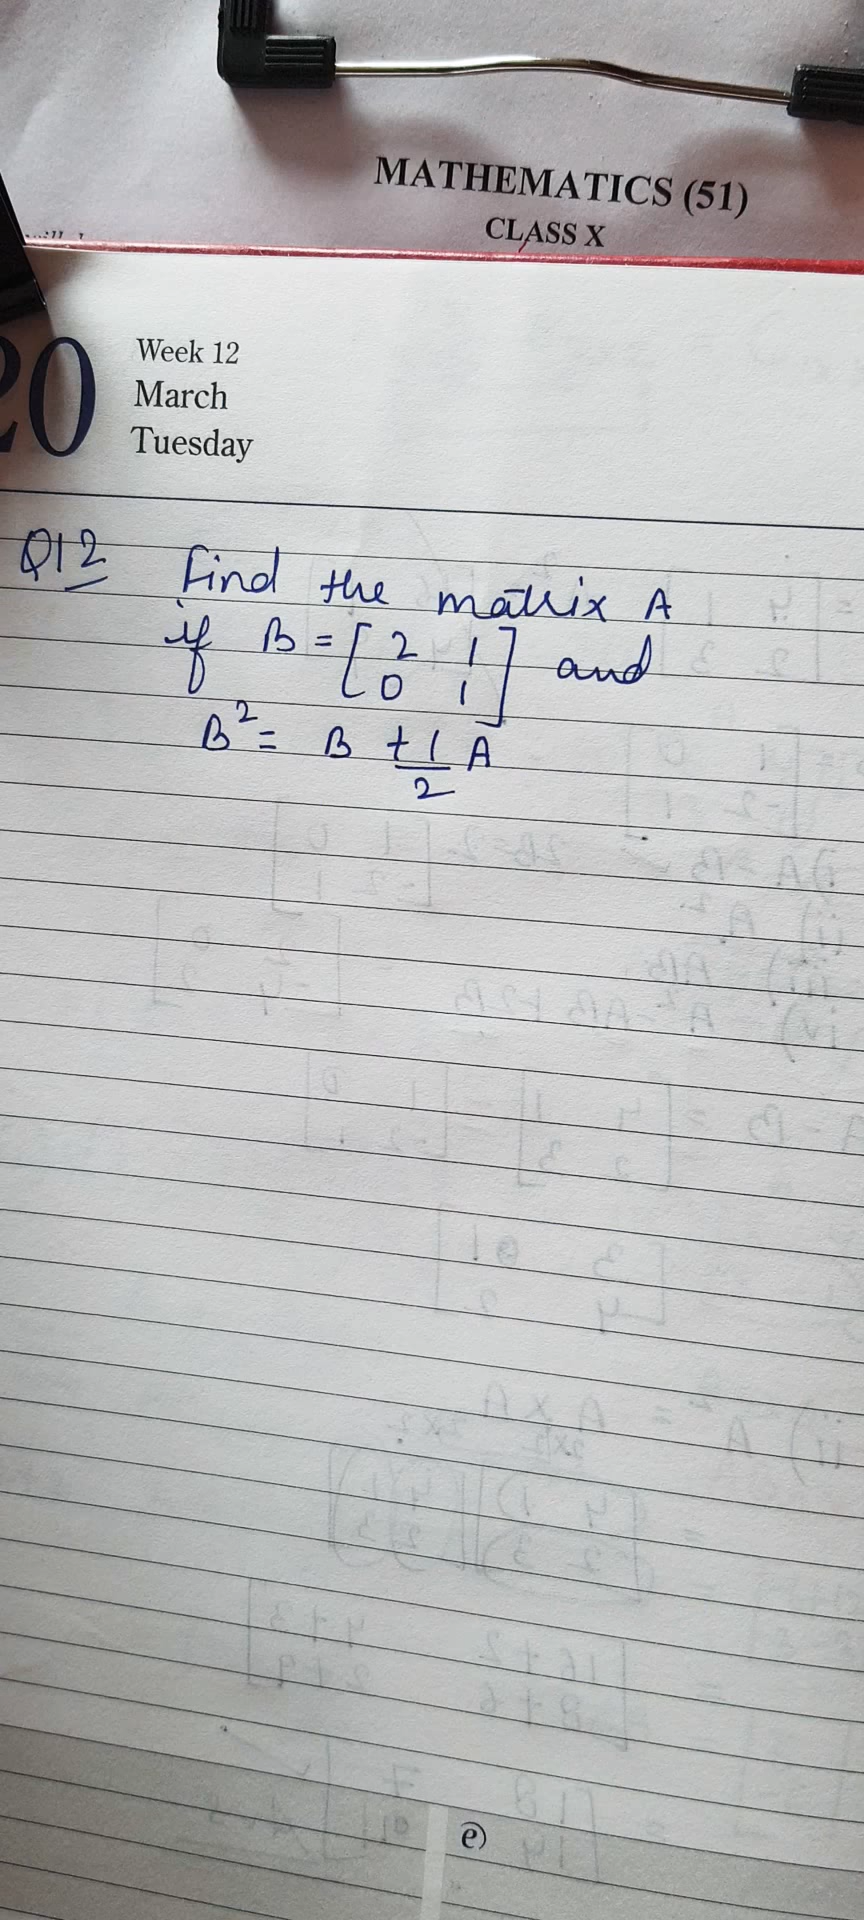 MATHEMATICS (51)
CLASS X
20
Week 12
March
Tuesday
Q12 Find the matrix A
if B = [2 1
0 1] and
B² = B + 1/2 A
e)